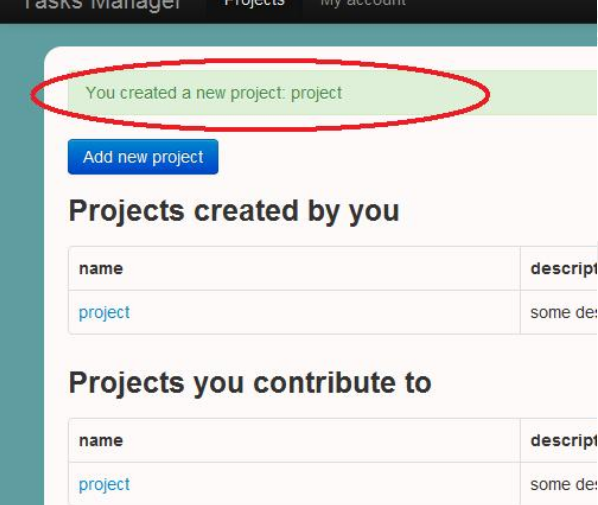 Tasks Manager Projects My account
You created a new project: project
Add new project
Projects created by you
name descript
project some des
Projects you contribute to
name descript
project some des